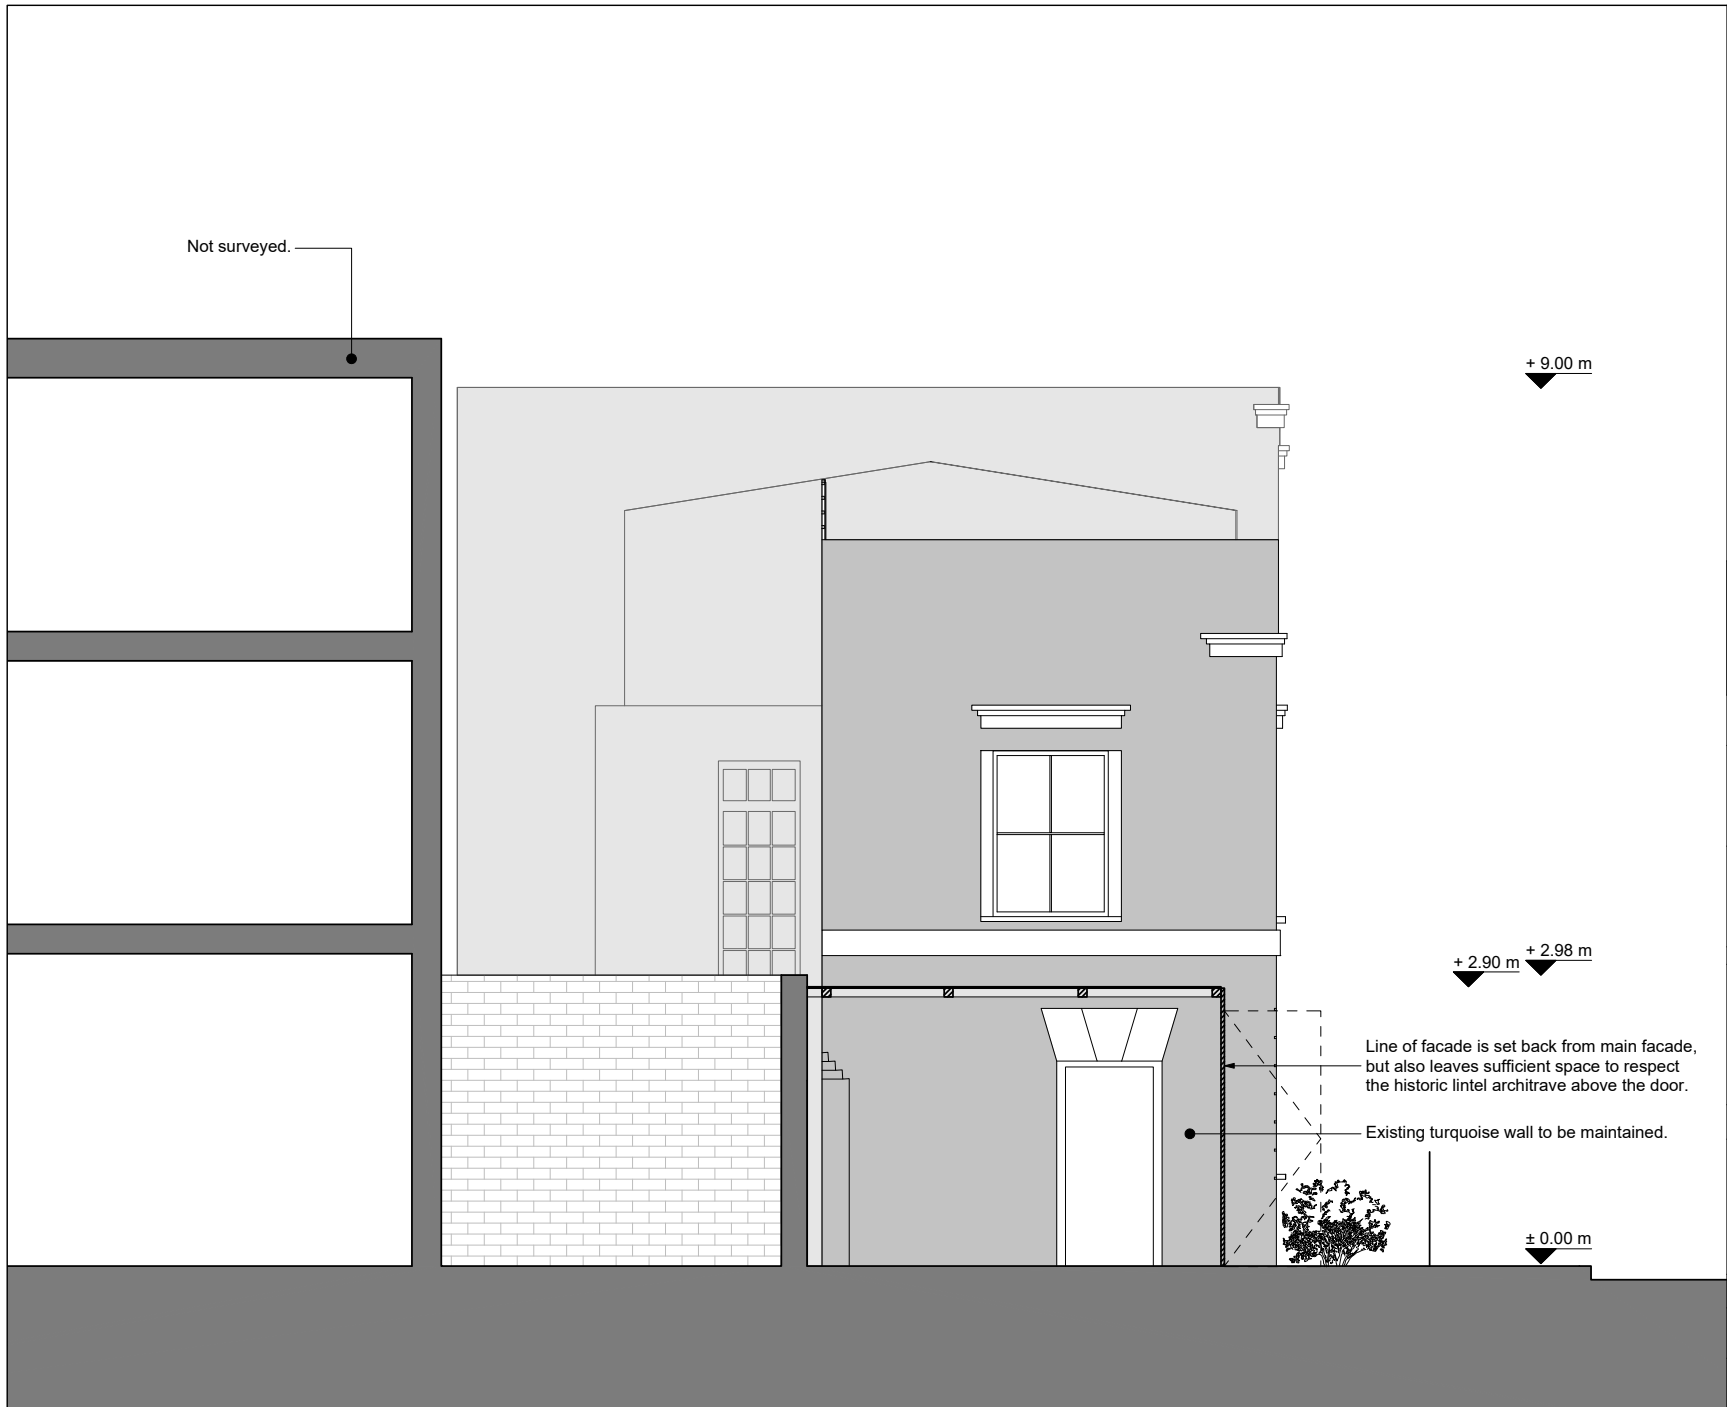 Not surveyed.
+ 9.00 m
+ 2.98 m
+ 2.90 m
Line of facade is set back from main facade,
but also leaves sufficient space to respect
the historic lintel architrave above the door.
Existing turquoise wall to be maintained.
± 0.00 m